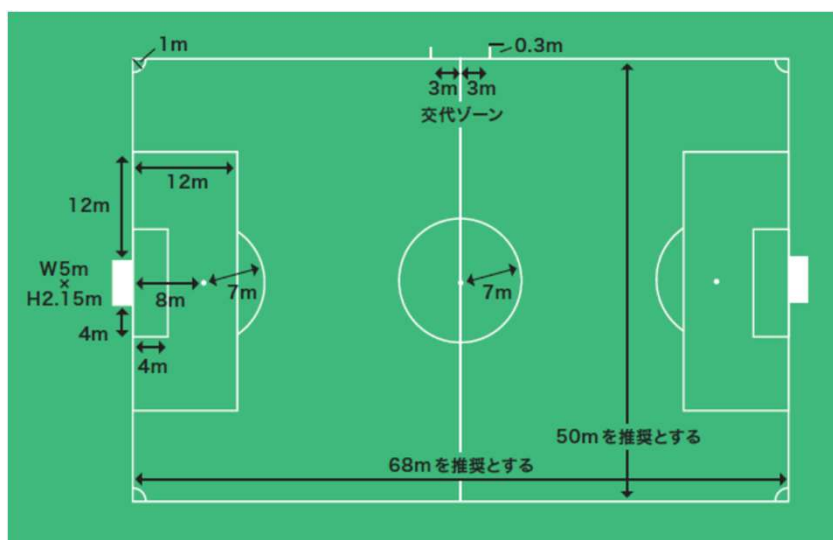 1m
0.3m
3m 3m
交代ゾーン
12m
12m
W5m
×
H2.15m
8m
7m
7m
4m
4m
50mを推奨とする
68mを推奨とする